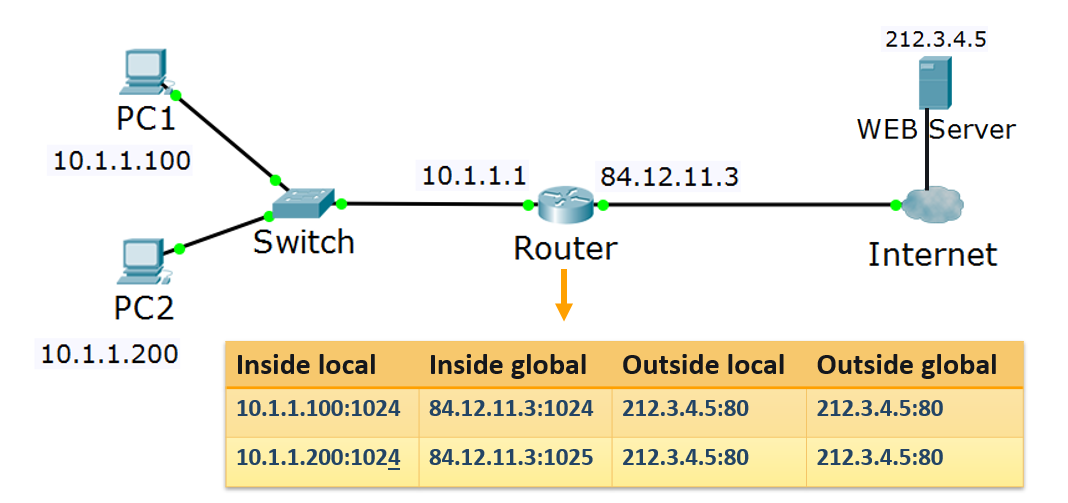 212.3.4.5
PC1
WEB Server
10.1.1.100
10.1.1.1
84.12.11.3
Switch
Router
Internet
PC2
10.1.1.200
Inside local Inside global Outside local Outside global
10.1.1.100:1024 84.12.11.3:1024 212.3.4.5:80 212.3.4.5:80
10.1.1.200:1024 84.12.11.3:1025 212.3.4.5:80 212.3.4.5:80